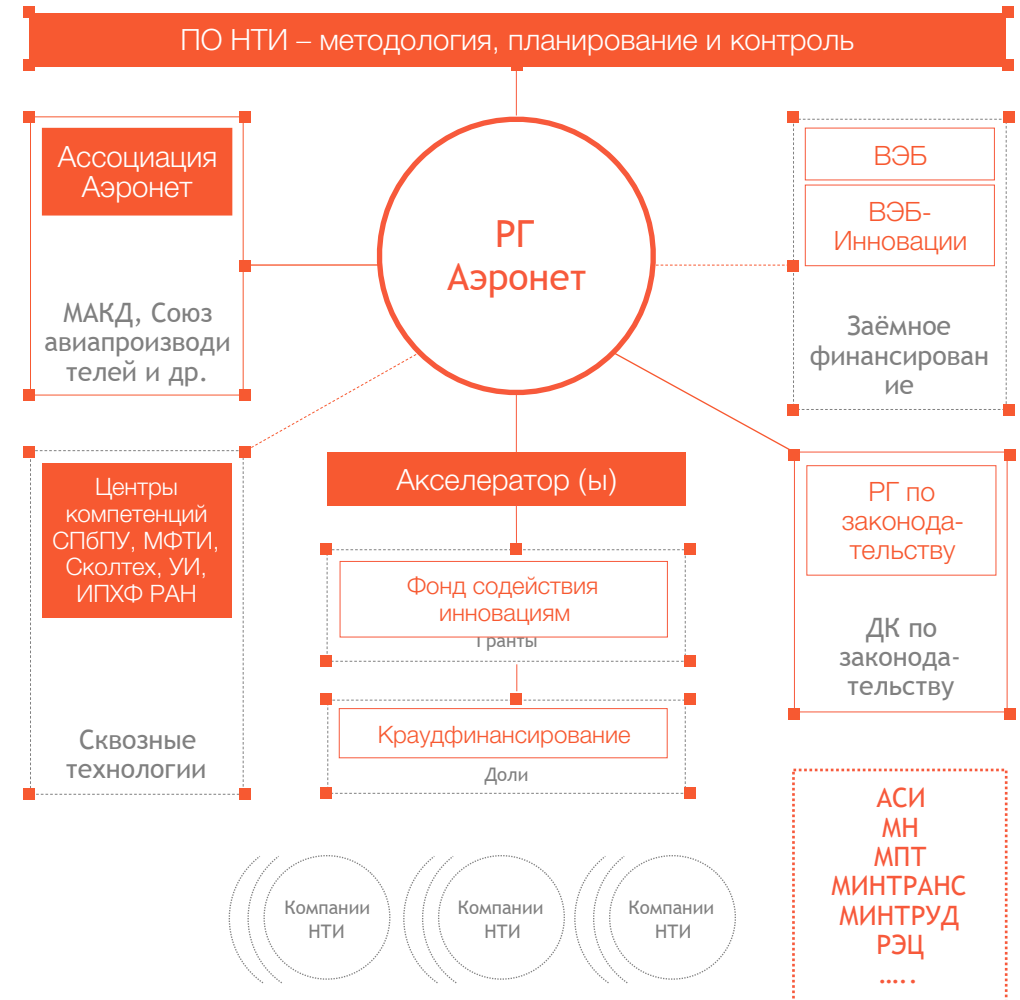 ПО НТИ – методология, планирование и контроль
Ассоциация
Аэронет
МАКД, Союз
авиапроизводи
телей и др.
РГ
Аэронет
ВЭБ
ВЭБ-
Инновации
Заёмное
финансирован
ие
Центры
компетенций
СПбПУ, МФТИ,
Сколтех, УИ,
ИПХФ РАН
Сквозные
технологии
Акселератор (ы)
Фонд содействия
инновациям
Гранты
Краудфинансирование
Доли
РГ по
законода-
тельству
ДК по
законода-
тельству
АСИ
МН
МПТ
МИНТРАНС
МИНТРУД
РЭЦ
.....
Компании
НТИ
Компании
НТИ
Компании
НТИ